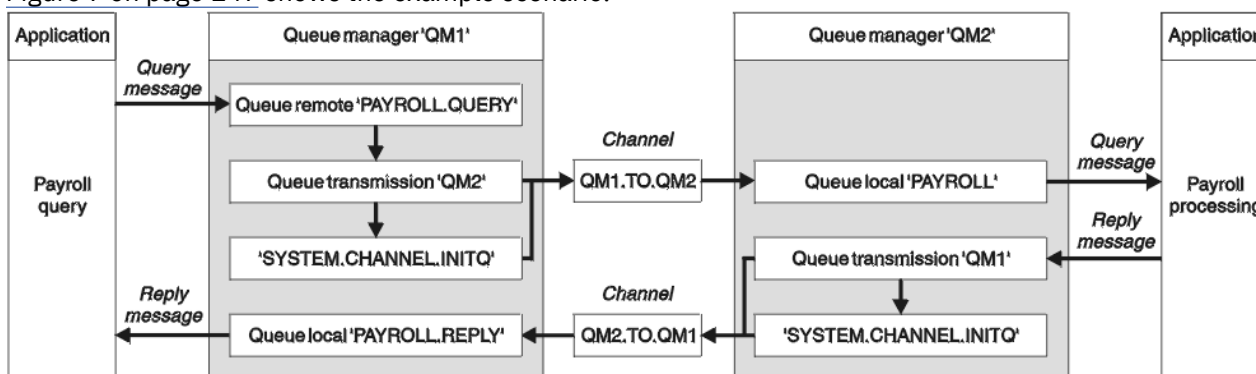 Figure 7 on page 247 shows the example scenario.
Application
Queue manager 'QM1'
Queue manager 'QM2'
Application
Query
message
Queue remote 'PAYROLL.QUERY'
Channel
Query
message
Payroll
query
Queue transmission 'QM2'
QM1.TO.QM2
Queue local 'PAYROLL'
Payroll
processing
Reply
message
'SYSTEM.CHANNEL.INITQ'
Queue transmission 'QM1'
Reply
message
Channel
Queue local 'PAYROLL.REPLY'
QM2.TO.QM1
'SYSTEM.CHANNEL.INITQ'